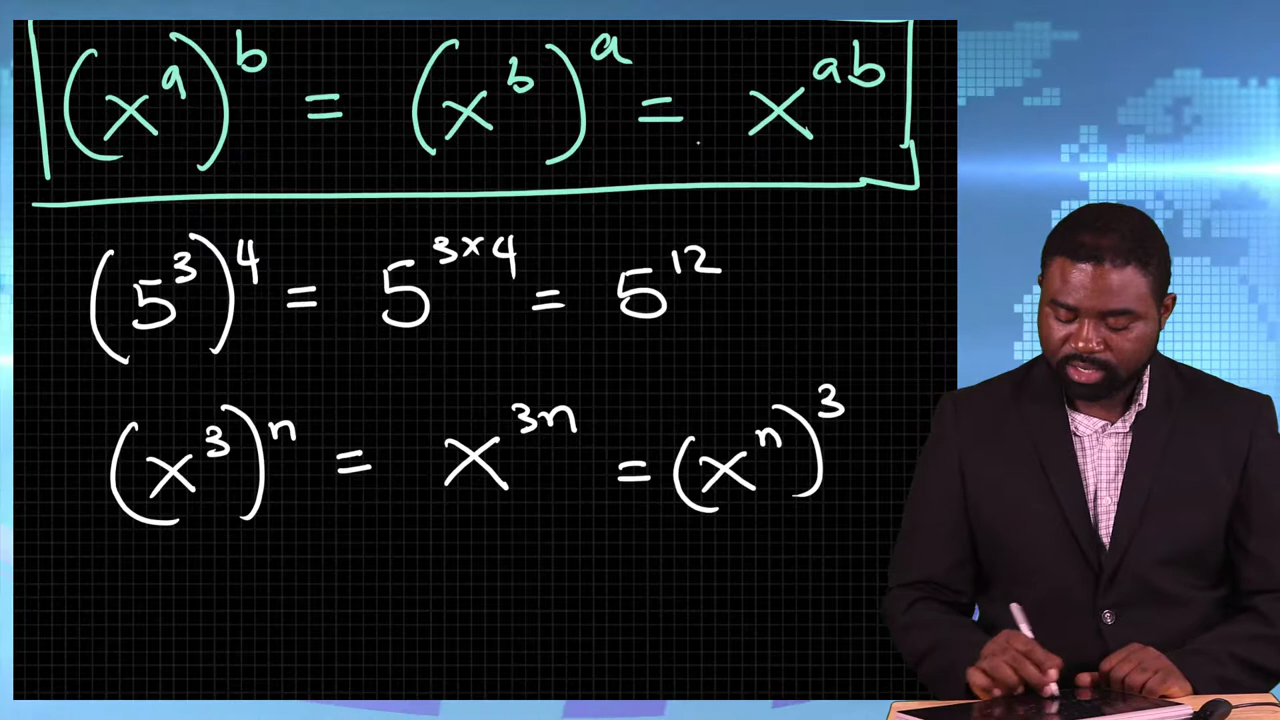 (x^a)^b = (x^b)^a = x^{ab}
(5^3)^4 = 5^{3×4} = 5^{12}
(x^3)^n = x^{3n} = (x^n)^3